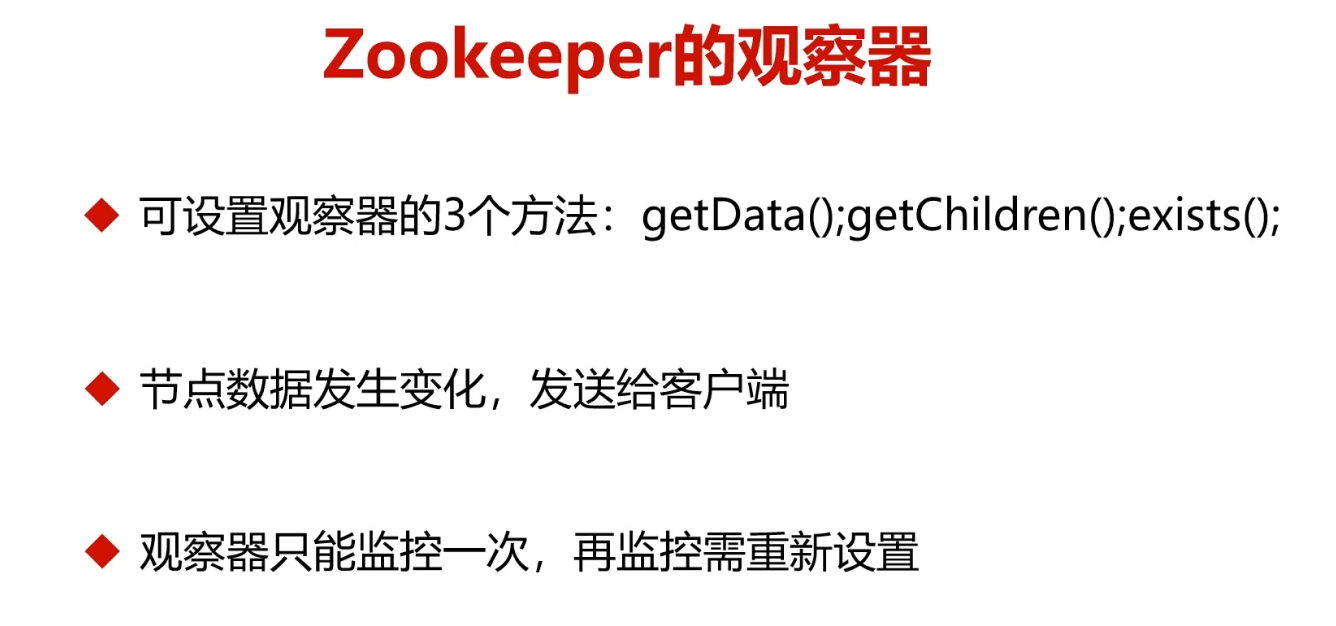 Zookeeper的观察器
可设置观察器的3个方法：getData();getChildren();exists();
节点数据发生变化，发送给客户端
观察器只能监控一次，再监控需重新设置